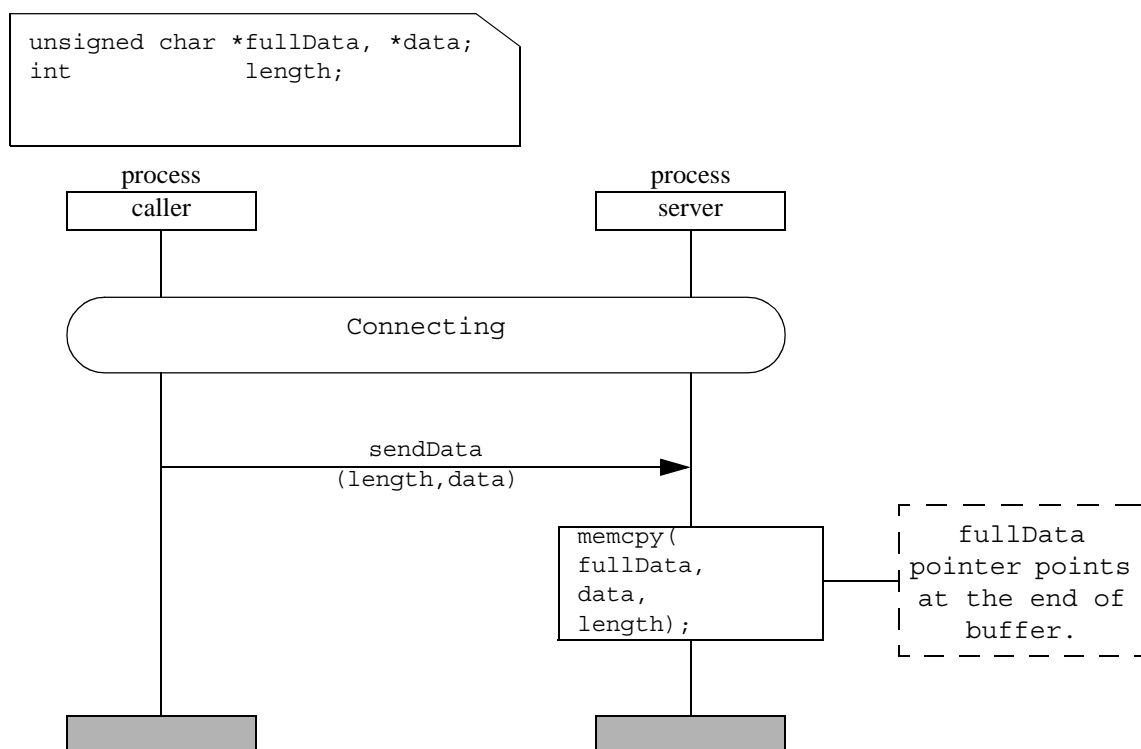 unsigned char *fullData, *data;
int length;
process
caller
process
server
Connecting
sendData
(length,data)
memcpy(
fullData,
data,
length);
fullData
pointer points
at the end of
buffer.